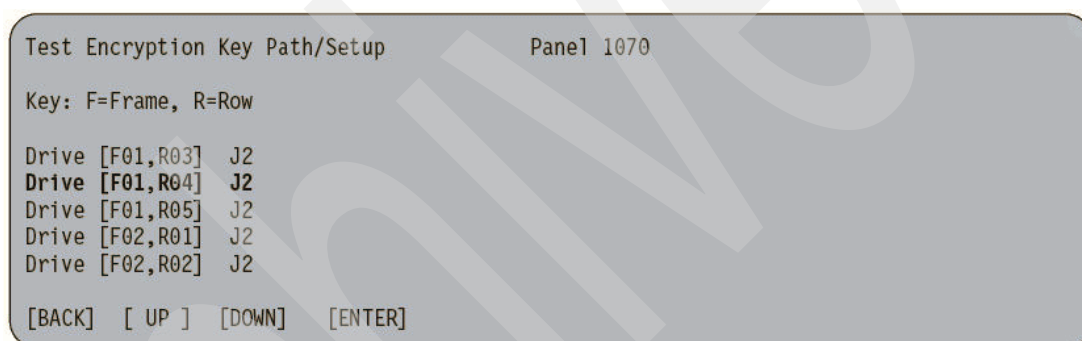 Test Encryption Key Path/Setup Panel 1070
Key: F=Frame, R=Row
Drive [F01,R03] J2
Drive [F01,R04] J2
Drive [F01,R05] J2
Drive [F02,R01] J2
Drive [F02,R02] J2
[BACK] [ UP ] [DOWN] [ENTER]